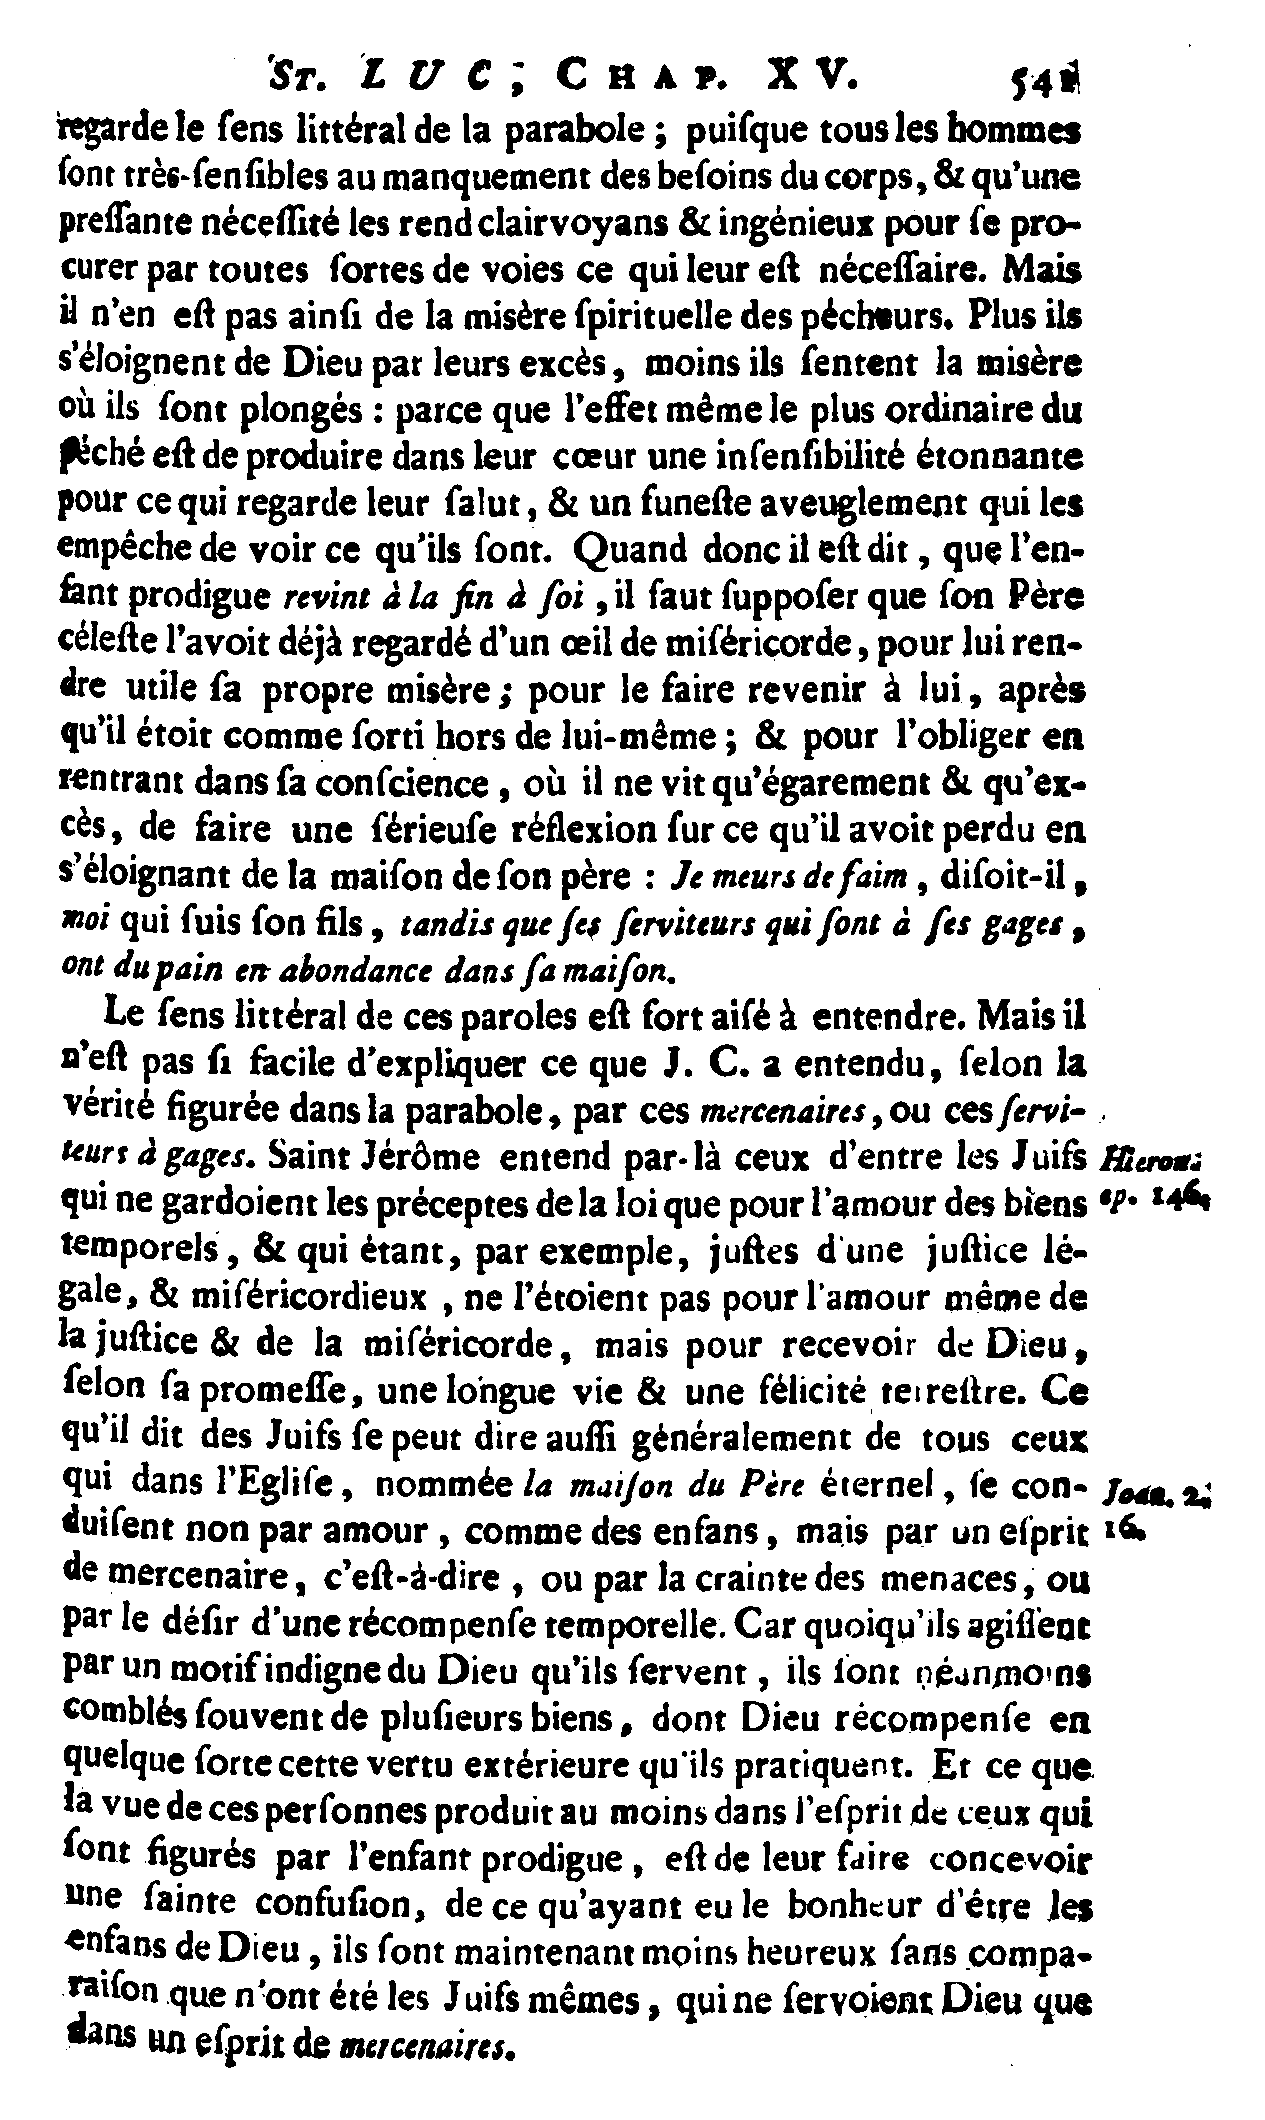 St. LUC, CHAP. XV. 541
regarde le ſens littéral de la parabole ; puiſque tous les hommes
ſont très-ſenſibles au manquement des beſoins du corps, & qu'une
preſſante néceſſité les rend clairvoyans & ingénieux pour ſe pro-
curer par toutes ſortes de voies ce qui leur eſt néceſſaire. Mais
il n'en eſt pas ainſi de la misère ſpirituelle des pécheurs. Plus ils
s'éloignent de Dieu par leurs excès, moins ils ſentent la misère
où ils ſont plongés : parce que l'effet même le plus ordinaire du
péché eſt de produire dans leur cœur une inſenſibilité étonnante
pour ce qui regarde leur ſalut, & un funeſte aveuglement qui les
empêche de voir ce qu'ils ſont. Quand donc il eſt dit, que l'en-
fant prodigue revint à la fin à ſoi, il faut ſuppoſer que ſon Père
céleſte l'avoit déjà regardé d'un œil de miſéricorde, pour lui ren-
dre utile ſa propre misère ; pour le faire revenir à lui, après
qu'il étoit comme ſorti hors de lui-même ; & pour l'obliger en
rentrant dans ſa conſcience, où il ne vit qu'égarement & qu'ex-
cès, de faire une ſérieuſe réflexion ſur ce qu'il avoit perdu en
s'éloignant de la maiſon de ſon père : Je meurs de faim, diſoit-il,
moi qui ſuis ſon fils, tandis que ſes ſerviteurs qui ſont à ſes gages,
ont du pain en abondance dans ſa maiſon.
Le ſens littéral de ces paroles eſt fort aiſé à entendre. Mais il
n'eſt pas ſi facile d'expliquer ce que J. C. a entendu, ſelon la
vérité figurée dans la parabole, par ces mercenaires, ou ces ſervi-
teurs à gages. Saint Jérôme entend par-là ceux d'entre les Juifs
Hieron.
qui ne gardoient les préceptes de la loi que pour l'amour des biens
ep. 146.
temporels, & qui étant, par exemple, juſtes d'une juſtice lé-
gale, & miſéricordieux, ne l'étoient pas pour l'amour même de
la juſtice & de la miſéricorde, mais pour recevoir de Dieu,
ſelon ſa promeſſe, une longue vie & une félicité terreſtre. Ce
qu'il dit des Juifs ſe peut dire auſſi généralement de tous ceux
qui dans l'Egliſe, nommée la maiſon du Père éternel, ſe con-
Joan. 2.
duiſent non par amour, comme des enfans, mais par un eſprit
16.
de mercenaire, c'eſt-à-dire, ou par la crainte des menaces, ou
par le déſir d'une récompenſe temporelle. Car quoiqu'ils agiſſent
par un motif indigne du Dieu qu'ils ſervent, ils ſont néanmoins
comblés ſouvent de pluſieurs biens, dont Dieu récompenſe en
quelque ſorte cette vertu extérieure qu'ils pratiquent. Et ce que
la vue de ces perſonnes produit au moins dans l'eſprit de ceux qui
ſont figurés par l'enfant prodigue, eſt de leur faire concevoir
une ſainte confuſion, de ce qu'ayant eu le bonheur d'être les
enfans de Dieu, ils ſont maintenant moins heureux ſans compa-
raiſon que n'ont été les Juifs mêmes, qui ne ſervoient Dieu que
dans un eſprit de mercenaires.